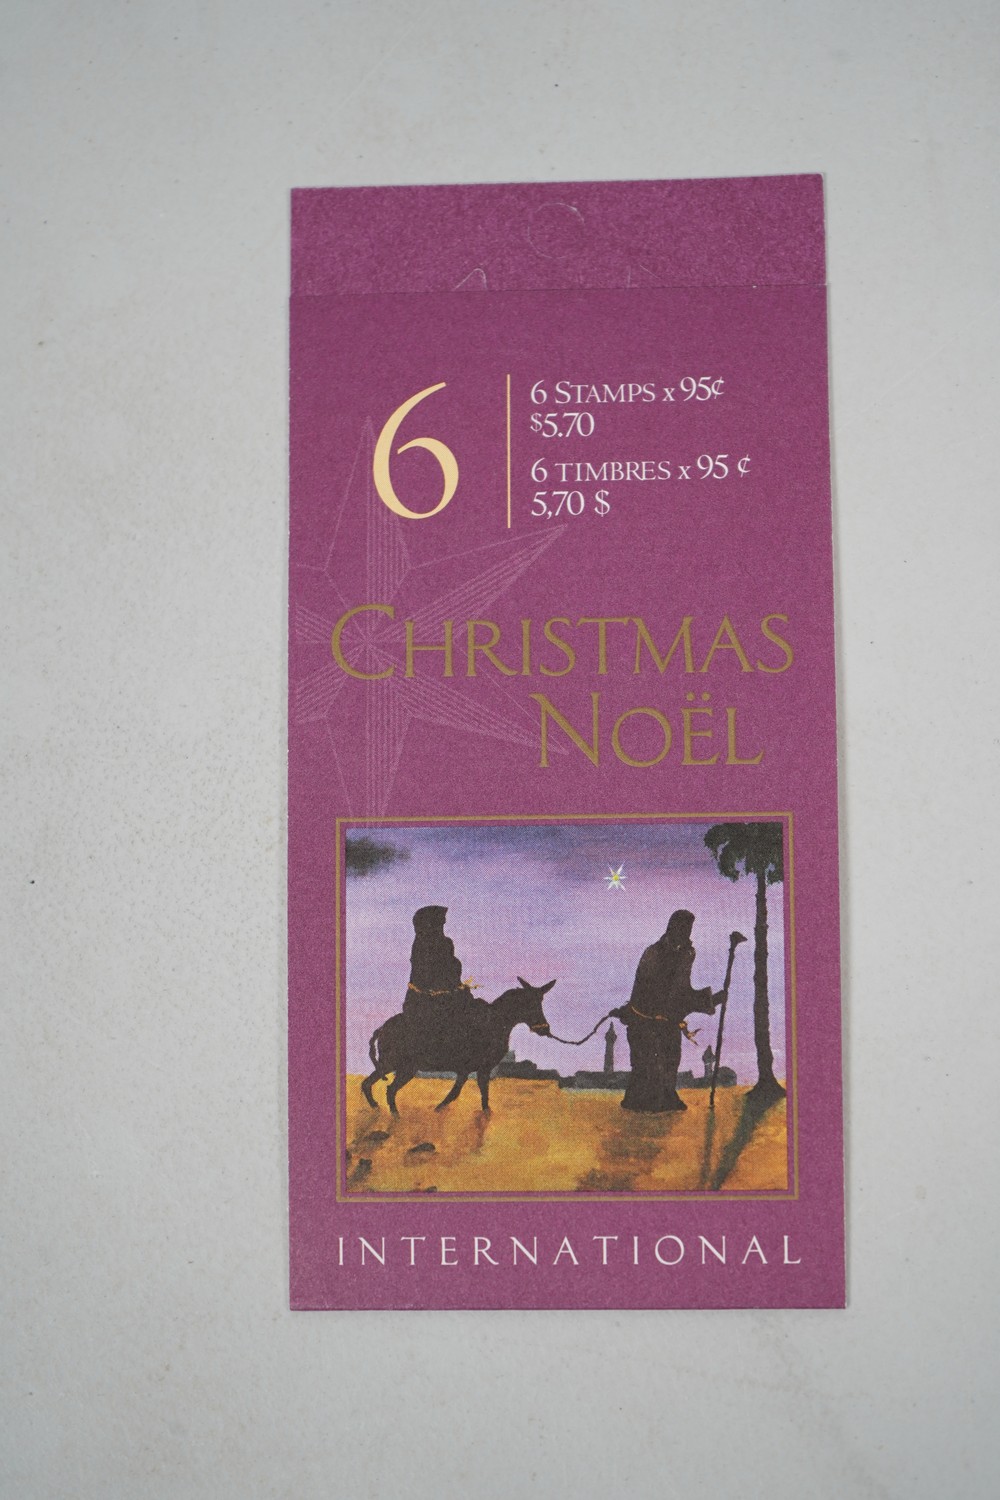 6
6 STAMPS x 95¢
$5.70
6 TIMBRES x 95 ¢
5,70 $
CHRISTMAS
NOËL
INTERNATIONAL